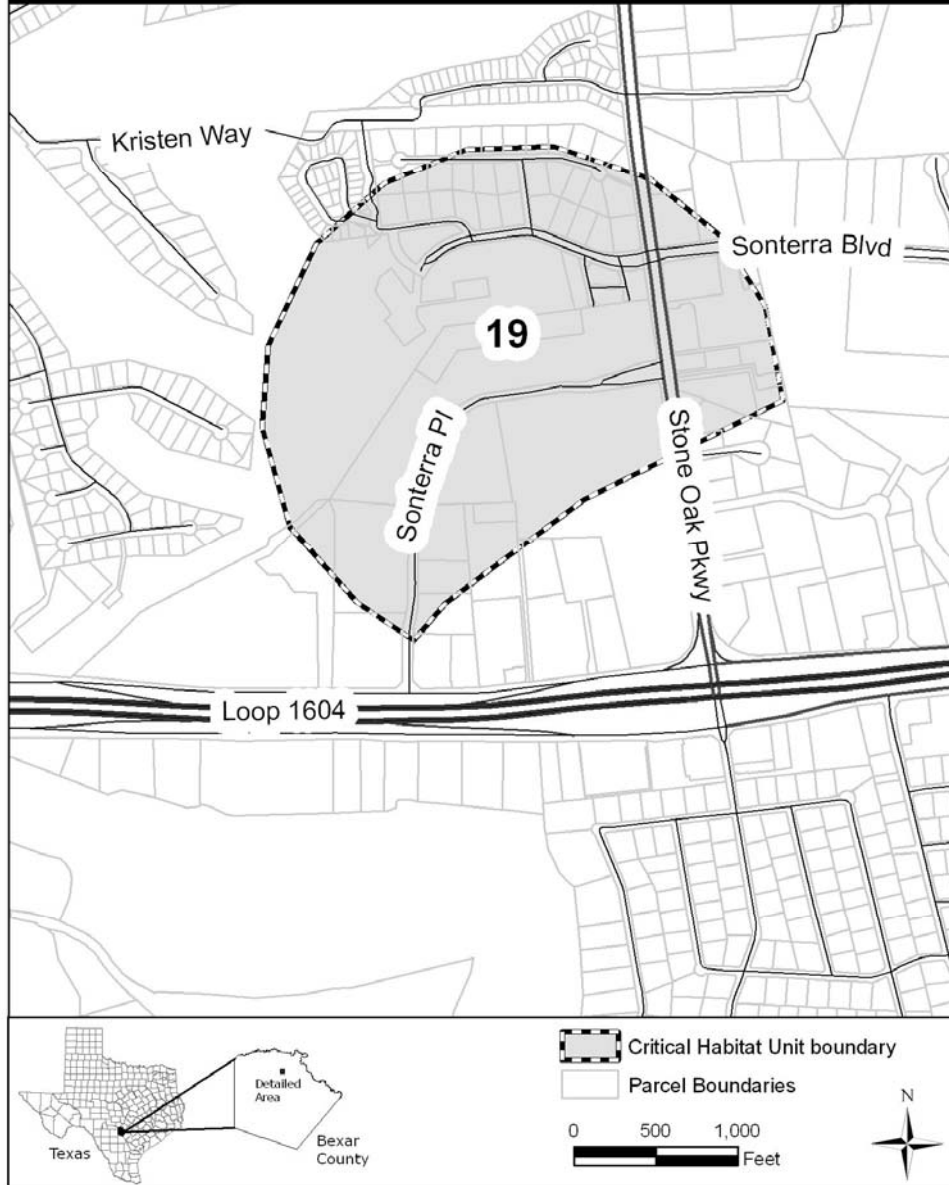 Kristen Way
Sonterra Blvd
19
Sonterra Pl
Stone Oak Pkwy
Loop 1604
Texas
Detailed
Area
Bexar
County
Critical Habitat Unit boundary
Parcel Boundaries
0 500 1,000
Feet
N